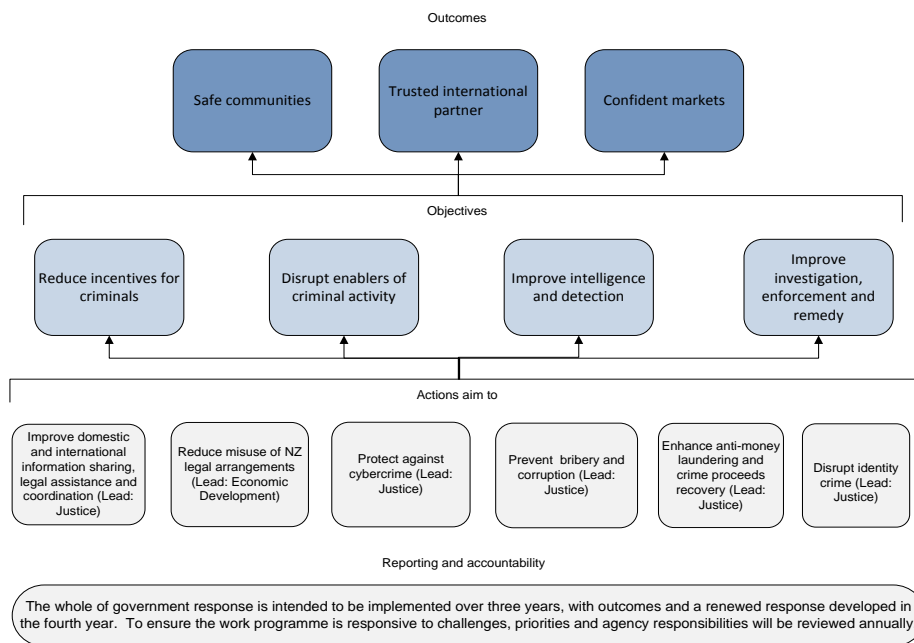 Outcomes
Safe communities
Trusted international
partner
Confident markets
Objectives
Reduce incentives for
criminals
Disrupt enablers of
criminal activity
Improve intelligence
and detection
Improve
investigation,
enforcement and
remedy
Actions aim to
Improve domestic
and international
information sharing,
legal assistance and
coordination (Lead:
Justice)
Reduce misuse of NZ
legal arrangements
(Lead: Economic
Development)
Protect against
cybercrime (Lead:
Justice)
Prevent bribery and
corruption (Lead:
Justice)
Enhance anti-money
laundering and
crime proceeds
recovery (Lead:
Justice)
Disrupt identity
crime (Lead:
Justice)
Reporting and accountability
The whole of government response is intended to be implemented over three years, with outcomes and a renewed response developed in
the fourth year. To ensure the work programme is responsive to challenges, priorities and agency responsibilities will be reviewed annually